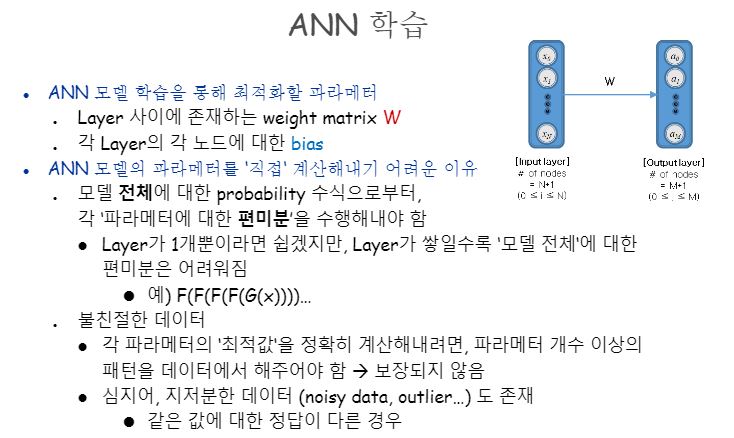 ANN 학습
ANN 모델 학습을 통해 최적화할 파라메터
Layer 사이에 존재하는 weight matrix W
각 Layer의 각 노드에 대한 bias
ANN 모델의 파라메터를 '직접' 계산해내기 어려운 이유
모델 전체에 대한 probability 수식으로부터,
각 '파라메터에 대한 편미분'을 수행해내야 함
Layer가 1개뿐이라면 쉽겠지만, Layer가 쌓일수록 '모델 전체'에 대한
편미분은 어려워짐
예) F(F(F(F(G(x))))...
불친절한 데이터
각 파라메터의 '최적값'을 정확히 계산해내려면, 파라메터 개수 이상의
패턴을 데이터에서 해주어야 함 → 보장되지 않음
심지어, 지저분한 데이터 (noisy data, outlier...) 도 존재
같은 값에 대한 정답이 다른 경우
x₀
x₁
x_N
W
a₀
a₁
a_M
[Input layer]
# of nodes
= N+1
(0 ≤ i ≤ N)
[Output layer]
# of nodes
= M+1
(0 ≤ j ≤ M)